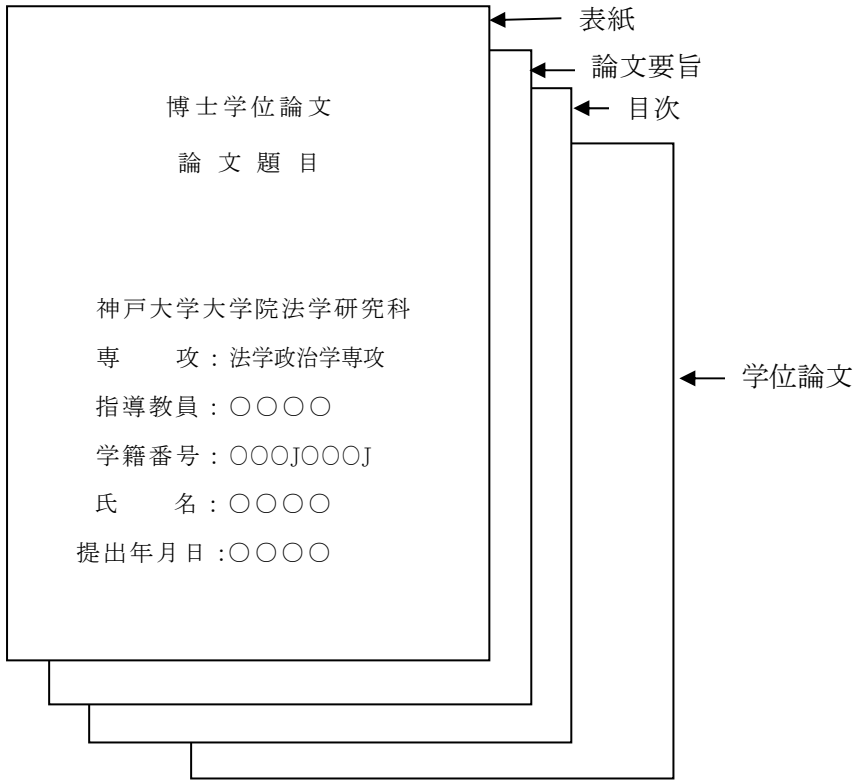 表紙
論文要旨
目次
博士学位論文
論文題目
神戸大学大学院法学研究科
専　　攻：法学政治学専攻
指導教員：○○○○
学籍番号：○○○J○○○J
氏　　名：○○○○
提出年月日：○○○○
学位論文